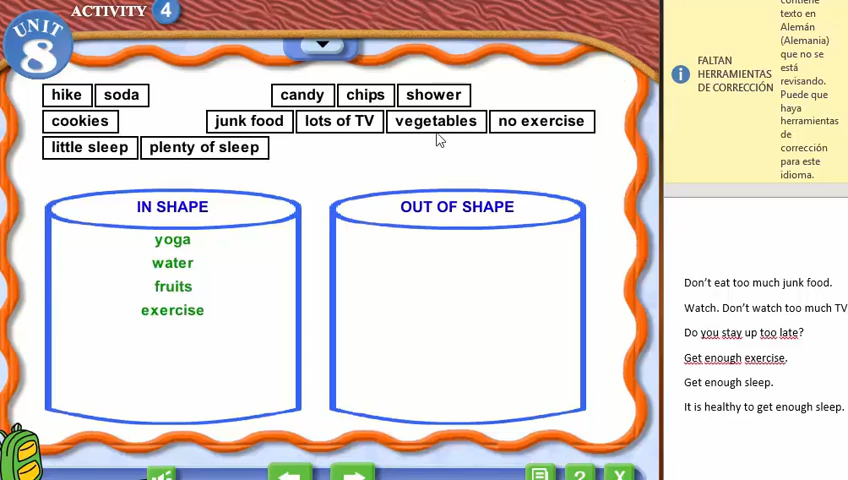 ACTIVITY 4
UNIT
8
hike soda candy chips shower
cookies junk food lots of TV vegetables no exercise
little sleep plenty of sleep
IN SHAPE
yoga
water
fruits
exercise
OUT OF SHAPE
?
X
contiene
texto en
Alemán
(Alemania)
que no se
está
revisando.
Puede que
haya
herramientas
de
corrección
para este
idioma.
i
FALTAN
HERRAMIENTAS
DE CORRECCIÓN
Don't eat too much junk food.
Watch. Don't watch too much TV
Do you stay up too late?
Get enough exercise.
Get enough sleep.
It is healthy to get enough sleep.